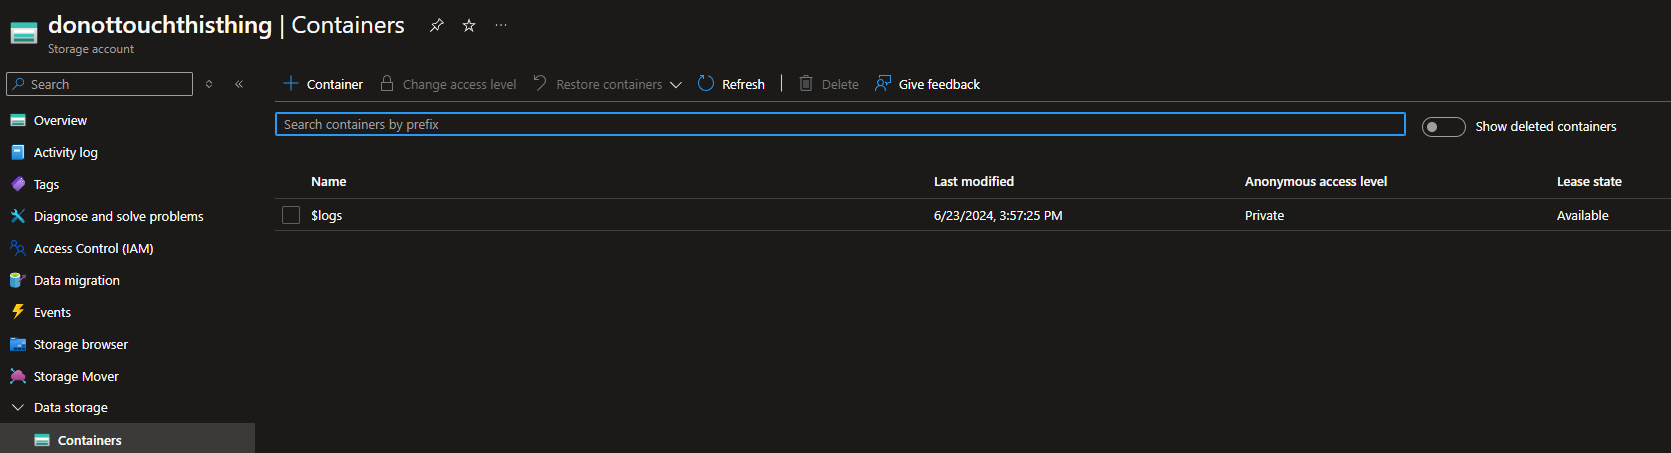 donottouchthisthing | Containers
Storage account
Search
Container Change access level Restore containers Refresh Delete Give feedback
Search containers by prefix
Show deleted containers
Overview
Activity log
Tags
Diagnose and solve problems
Access Control (IAM)
Data migration
Events
Storage browser
Storage Mover
Data storage
Containers
Name Last modified Anonymous access level Lease state
$logs 6/23/2024, 3:57:25 PM Private Available